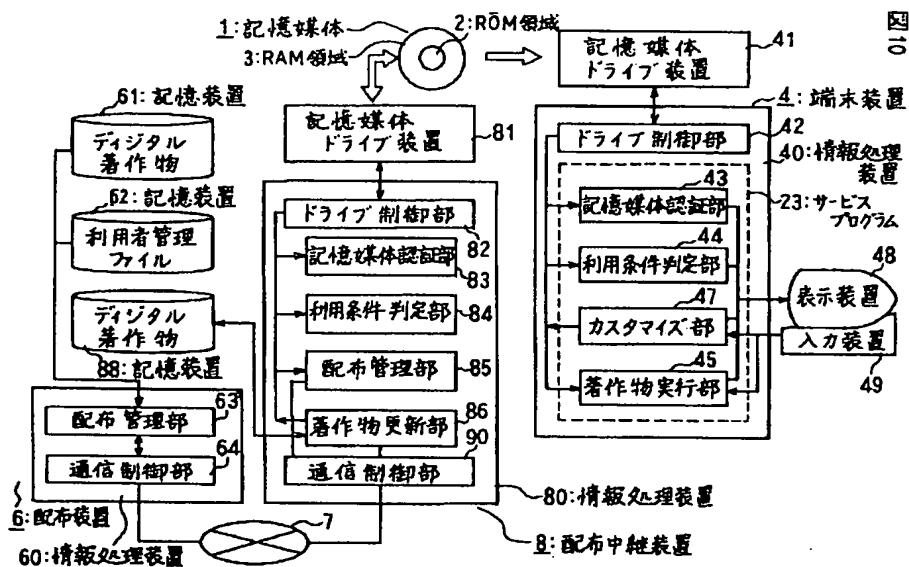 図10
1:記憶媒体
2:ROM領域
3:RAM領域
記憶媒体
ドライブ装置
41
61:記憶装置
ディジタル
著作物
62:記憶装置
利用者管理
ファイル
ディジタル
著作物
88:記憶装置
配布管理部
63
通信制御部
64
6:配布装置
60:情報処理装置
7
記憶媒体
ドライブ装置
81
ドライブ制御部
82
記憶媒体認証部
83
利用条件判定部
84
配布管理部
85
著作物更新部
86
通信制御部
90
80:情報処理装置
8:配布中継装置
4:端末装置
ドライブ制御部
42
40:情報処理
装置
43
記憶媒体認証部
23:サービス
プログラム
44
利用条件判定部
47
カスタマイズ部
45
著作物実行部
48
表示装置
入力装置
49